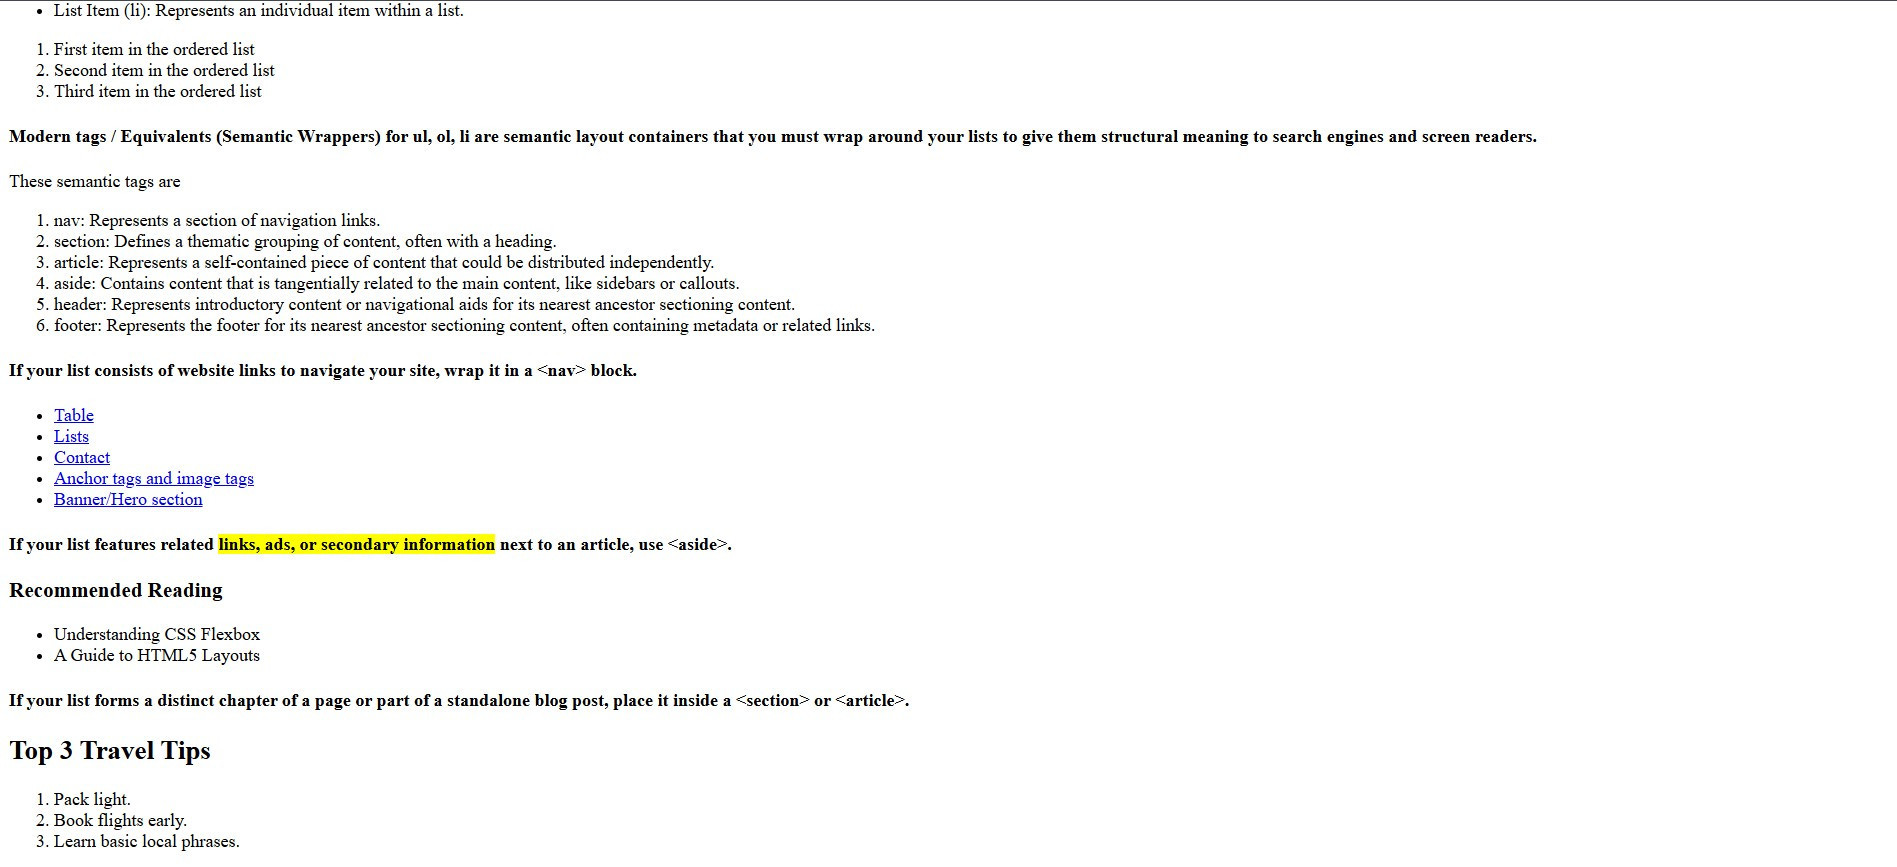 • List Item (li): Represents an individual item within a list.
1. First item in the ordered list
2. Second item in the ordered list
3. Third item in the ordered list
Modern tags / Equivalents (Semantic Wrappers) for ul, ol, li are semantic layout containers that you must wrap around your lists to give them structural meaning to search engines and screen readers.
These semantic tags are
1. nav: Represents a section of navigation links.
2. section: Defines a thematic grouping of content, often with a heading.
3. article: Represents a self-contained piece of content that could be distributed independently.
4. aside: Contains content that is tangentially related to the main content, like sidebars or callouts.
5. header: Represents introductory content or navigational aids for its nearest ancestor sectioning content.
6. footer: Represents the footer for its nearest ancestor sectioning content, often containing metadata or related links.
If your list consists of website links to navigate your site, wrap it in a <nav> block.
• Table
• Lists
• Contact
• Anchor tags and image tags
• Banner/Hero section
If your list features related links, ads, or secondary information next to an article, use <aside>.
Recommended Reading
• Understanding CSS Flexbox
• A Guide to HTML5 Layouts
If your list forms a distinct chapter of a page or part of a standalone blog post, place it inside a <section> or <article>.
Top 3 Travel Tips
1. Pack light.
2. Book flights early.
3. Learn basic local phrases.